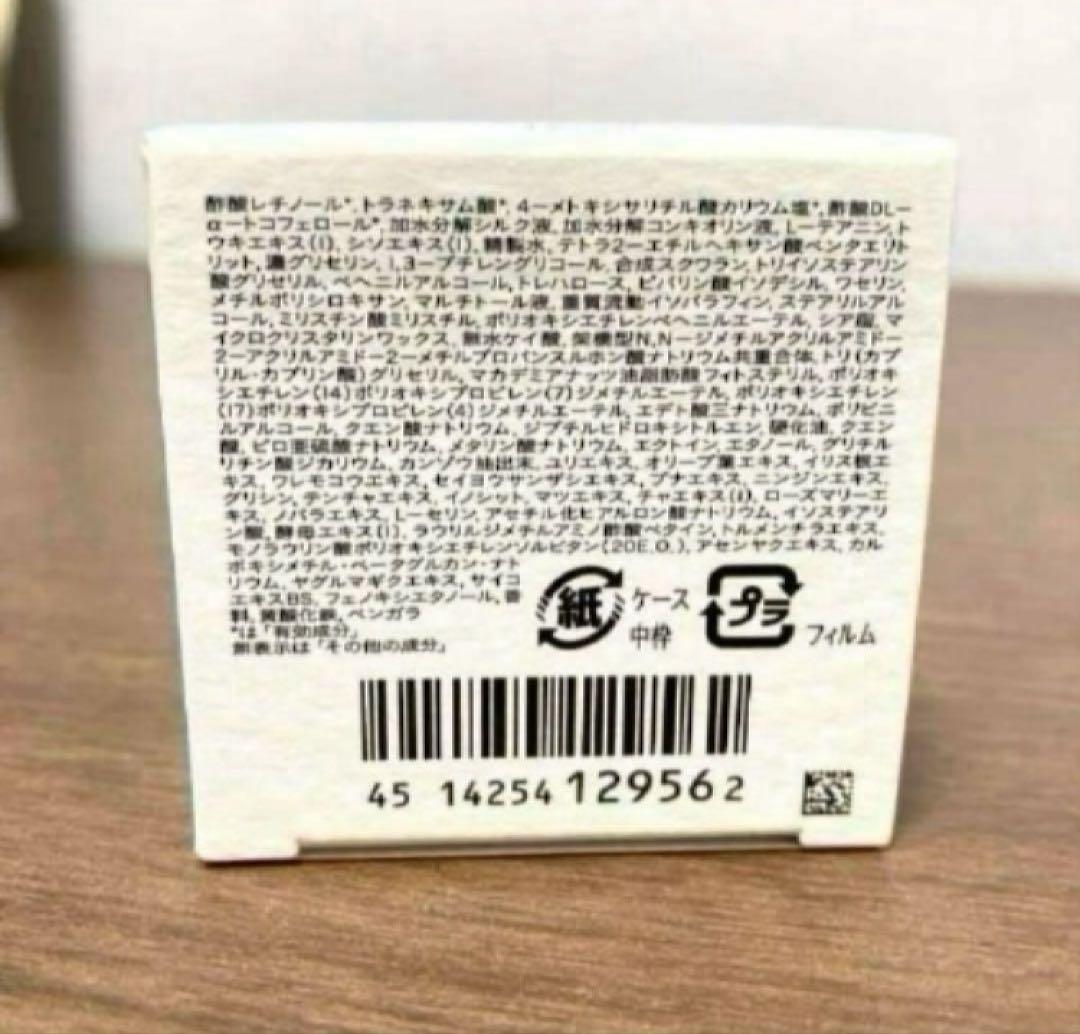 酢酸レチノール*, トラネキサム酸*, 4－メトキシサリチル酸カリウム塩*, 酢酸DL－
α－トコフェロール*, 加水分解シルク液, 加水分解コンキオリン液, L－テアニン, ト
ウキエキス(1), シソエキス(1), 精製水, テトラ2－エチルヘキサン酸ペンタエリト
リット, 濃グリセリン, 1,3－ブチレングリコール, 合成スクワラン, トリイソステアリン
酸グリセリル, ベヘニルアルコール, トレハロース, ピバリン酸イソデシル, ワセリン,
メチルポリシロキサン, マルチトール液, 重質流動イソパラフィン, ステアリルアル
コール, ミリスチン酸ミリスチル, ポリオキシエチレンベヘニルエーテル, シア脂, マ
イクロクリスタリンワックス, 無水ケイ酸, 架橋型N,N－ジメチルアクリルアミド－
2－アクリルアミド－2－メチルプロパンスルホン酸ナトリウム共重合体, トリ(カプ
リル・カプリン酸)グリセリル, マカデミアナッツ油脂肪酸フィトステリル, ポリオキ
シエチレン(14)ポリオキシプロピレン(7)ジメチルエーテル, ポリオキシエチレン
(17)ポリオキシプロピレン(4)ジメチルエーテル, エデト酸三ナトリウム, ポリビニ
ルアルコール, クエン酸ナトリウム, ジブチルヒドロキシトルエン, 硬化油, クエン
酸, ピロ亜硫酸ナトリウム, メタリン酸ナトリウム, エクトイン, エタノール, グリチル
リチン酸ジカリウム, カンゾウ抽出末, ユリエキス, オリーブ葉エキス, イリス根エ
キス, ワレモコウエキス, セイヨウサンザシエキス, ブナエキス, ニンジンエキス,
グリシン, テンチャエキス, イノシット, マツエキス, チャエキス(1), ローズマリーエ
キス, ノバラエキス, L－セリン, アセチル化ヒアルロン酸ナトリウム, イソステアリ
ン酸, 酵母エキス(1), ラウリルジメチルアミノ酢酸ベタイン, トルメンチラエキス,
モノラウリン酸ポリオキシエチレンソルビタン(20E.O.), アセンヤクエキス, カル
ボキシメチル・ベータグルカン・ナト
リウム, ヤグルマギクエキス, サイコ
エキスBS, フェノキシエタノール, 香
料, 黄酸化鉄, ベンガラ
*は「有効成分」
無表示は「その他の成分」
紙 ケース
中枠
プラ フィルム
45 14254 12956 2